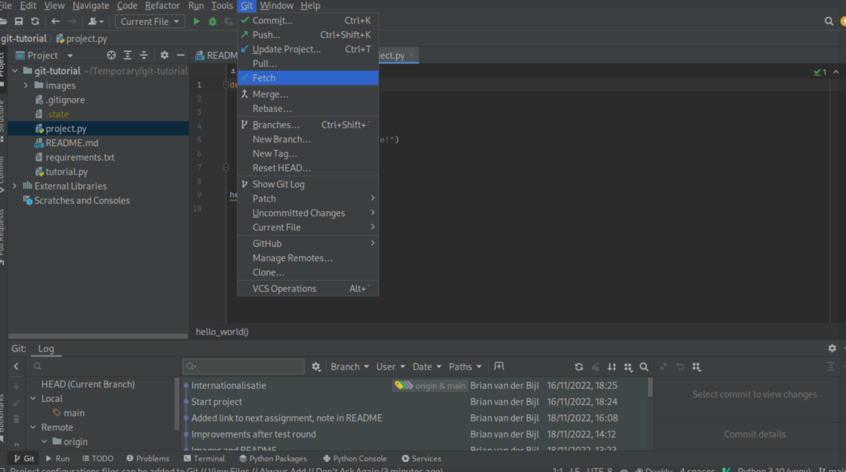 File Edit View Navigate Code Refactor Run Tools Git Window Help
Current File
git-tutorial project.py
Project
git-tutorial ~/Temporary/git-tutorial
images
.gitignore
.state
project.py
README.md
requirements.txt
tutorial.py
External Libraries
Scratches and Consoles
Project
Structure
Commit
Pull Requests
Bookmarks
READM
ect.py
1
1
2
3
4
5
6
7
8
9
10
de
e!")
he
Commit... Ctrl+K
Push... Ctrl+Shift+K
Update Project... Ctrl+T
Pull...
Fetch
Merge...
Rebase...
Branches... Ctrl+Shift+`
New Branch...
New Tag...
Reset HEAD...
Show Git Log
Patch
Uncommitted Changes
Current File
GitHub
Manage Remotes...
Clone...
VCS Operations Alt+`
hello_world()
Git: Log
Branch User Date Paths
HEAD (Current Branch)
Local
main
Remote
origin
Internationalisatie origin & main Brian van der Bijl 16/11/2022, 18:25
Start project Brian van der Bijl 16/11/2022, 18:24
Added link to next assignment, note in README Brian van der Bijl 18/11/2022, 16:08
Improvements after test round Brian van der Bijl 18/11/2022, 14:12
Images and README Brian van der Bijl
Select commit to view changes
Commit details
Git Run TODO Problems Terminal Python Packages Python Console Services
Project configurations files can be added to Git // View Files // Always Add // Don't Ask Again (3 minutes ago)
1:1 LF UTF-8 4 spaces